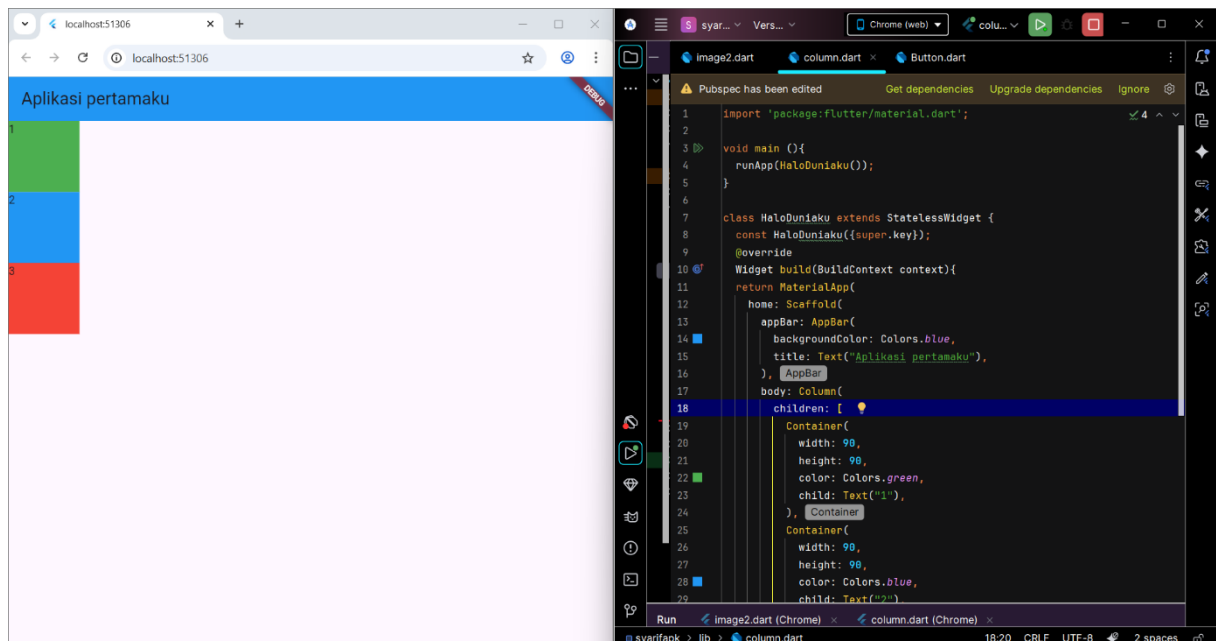 localhost:51306
localhost:51306
Aplikasi pertamaku
DEBUG
1
2
3
S syar... Vers... Chrome (web) colu...
image2.dart column.dart Button.dart
Pubspec has been edited Get dependencies Upgrade dependencies Ignore
4
1 import 'package:flutter/material.dart';
2
3 void main (){
4 runApp(HaloDuniaku());
5 }
6
7 class HaloDuniaku extends StatelessWidget {
8 const HaloDuniaku({super.key});
9 @override
10 Widget build(BuildContext context){
11 return MaterialApp(
12 home: Scaffold(
13 appBar: AppBar(
14 backgroundColor: Colors.blue,
15 title: Text("Aplikasi pertamaku"),
16 ), AppBar
17 body: Column(
18 children: [
19 Container(
20 width: 90,
21 height: 90,
22 color: Colors.green,
23 child: Text("1"),
24 ), Container
25 Container(
26 width: 90,
27 height: 90,
28 color: Colors.blue,
29 child: Text("2"),
Run image2.dart (Chrome) column.dart (Chrome)
syarifapk > lib > column.dart 18:20 CRLF UTF-8 2 spaces